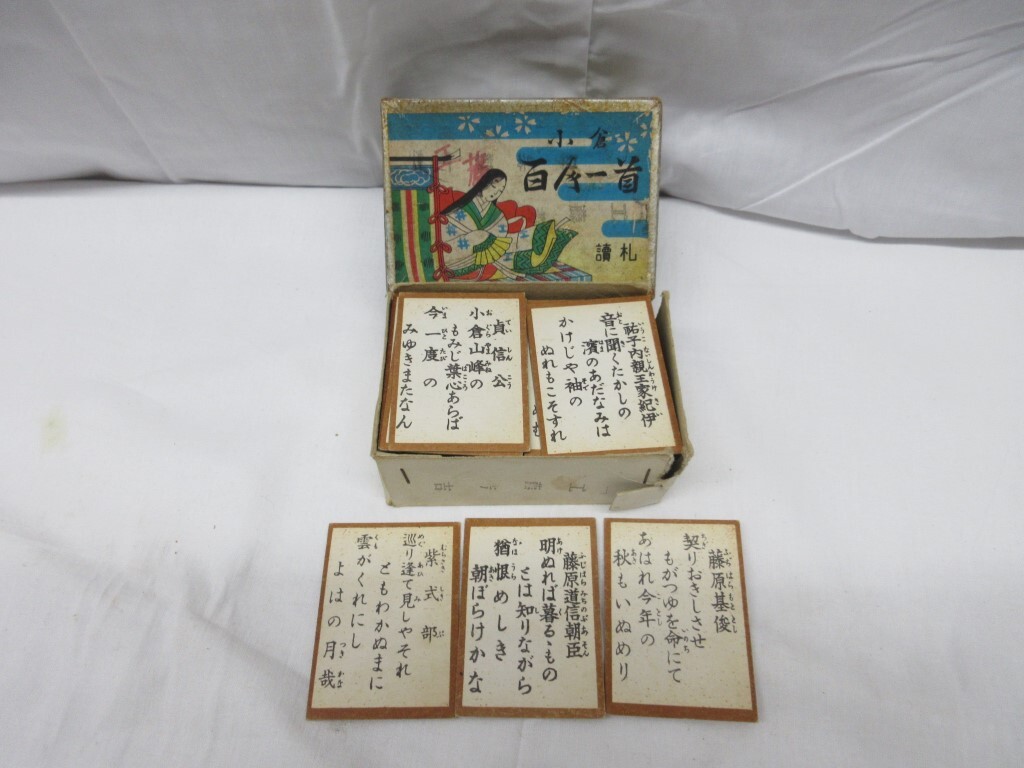 小倉
百人一首
讀札
貞信公
小倉山峰の
もみじ葉心あらば
今一度の
みゆきまたなん
祐子内親王家紀伊
音に聞くたかしの
濱のあだなみは
かけじや袖の
ぬれもこそすれ
紫式部
巡り逢て見しやそれ
ともわかぬまに
雲がくれにし
よはの月哉
藤原道信朝臣
明ぬれば暮るゝもの
とは知りながら
猶恨めしき
朝ぼらけかな
藤原基俊
契りおきしさせ
もがつゆを命にて
あはれ今年の
秋もいぬめり